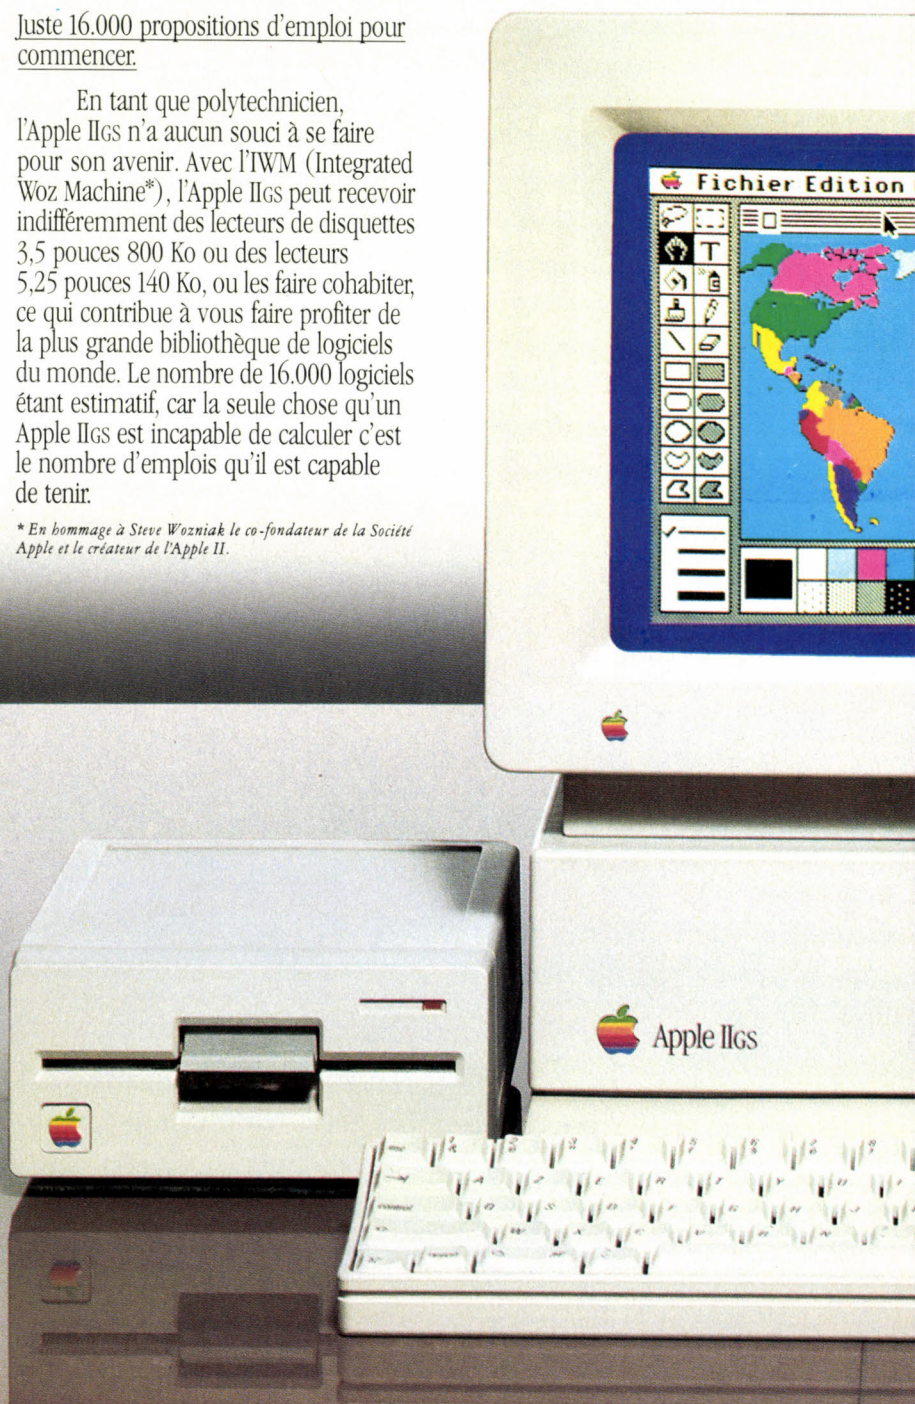 Juste 16.000 propositions d'emploi pour
commencer.
En tant que polytechnicien,
l'Apple IIGS n'a aucun souci à se faire
pour son avenir. Avec l'IWM (Integrated
Woz Machine*), l'Apple IIGS peut recevoir
indifféremment des lecteurs de disquettes
3,5 pouces 800 Ko ou des lecteurs
5,25 pouces 140 Ko, ou les faire cohabiter,
ce qui contribue à vous faire profiter de
la plus grande bibliothèque de logiciels
du monde. Le nombre de 16.000 logiciels
étant estimatif, car la seule chose qu'un
Apple IIGS est incapable de calculer c'est
le nombre d'emplois qu'il est capable
de tenir.
* En hommage à Steve Wozniak le co-fondateur de la Société
Apple et le créateur de l'Apple II.
Fichier Edition
T
Apple IIGS
A Z E R T Y U
control Q S D F G H J
W X C V B N